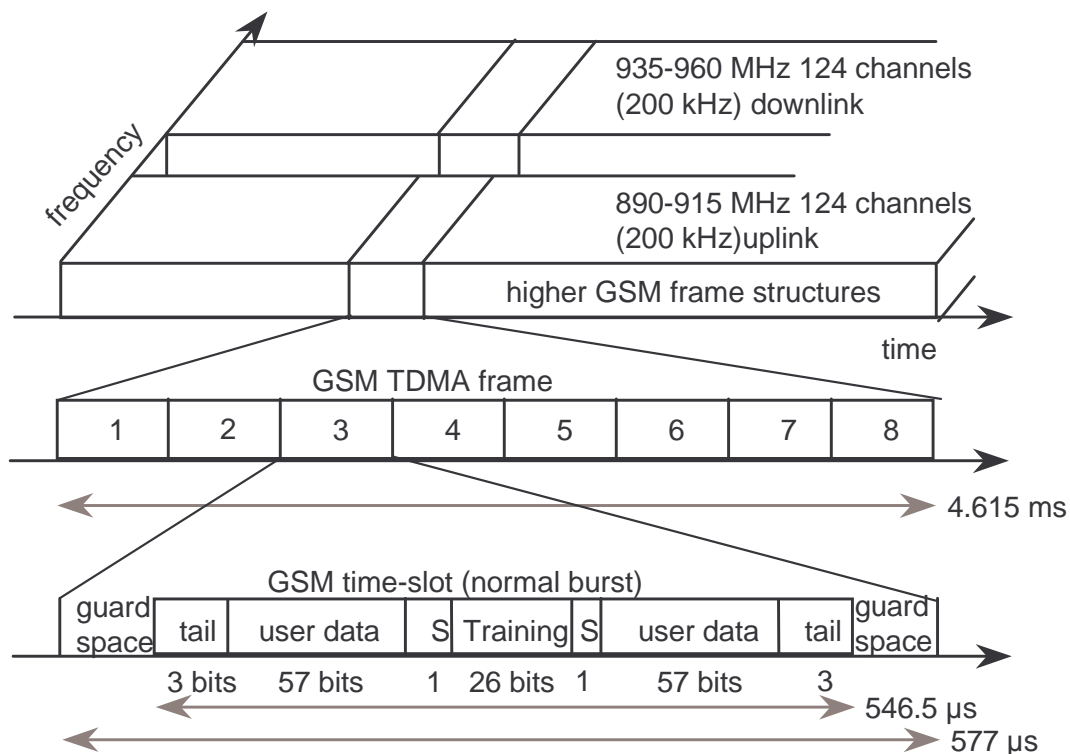 935-960 MHz 124 channels
(200 kHz) downlink
frequency
890-915 MHz 124 channels
(200 kHz)uplink
higher GSM frame structures
time
GSM TDMA frame
1 2 3 4 5 6 7 8
4.615 ms
GSM time-slot (normal burst)
guard
space
tail user data S Training S user data tail
guard
space
3 bits 57 bits 1 26 bits 1 57 bits 3
546.5 µs
577 µs